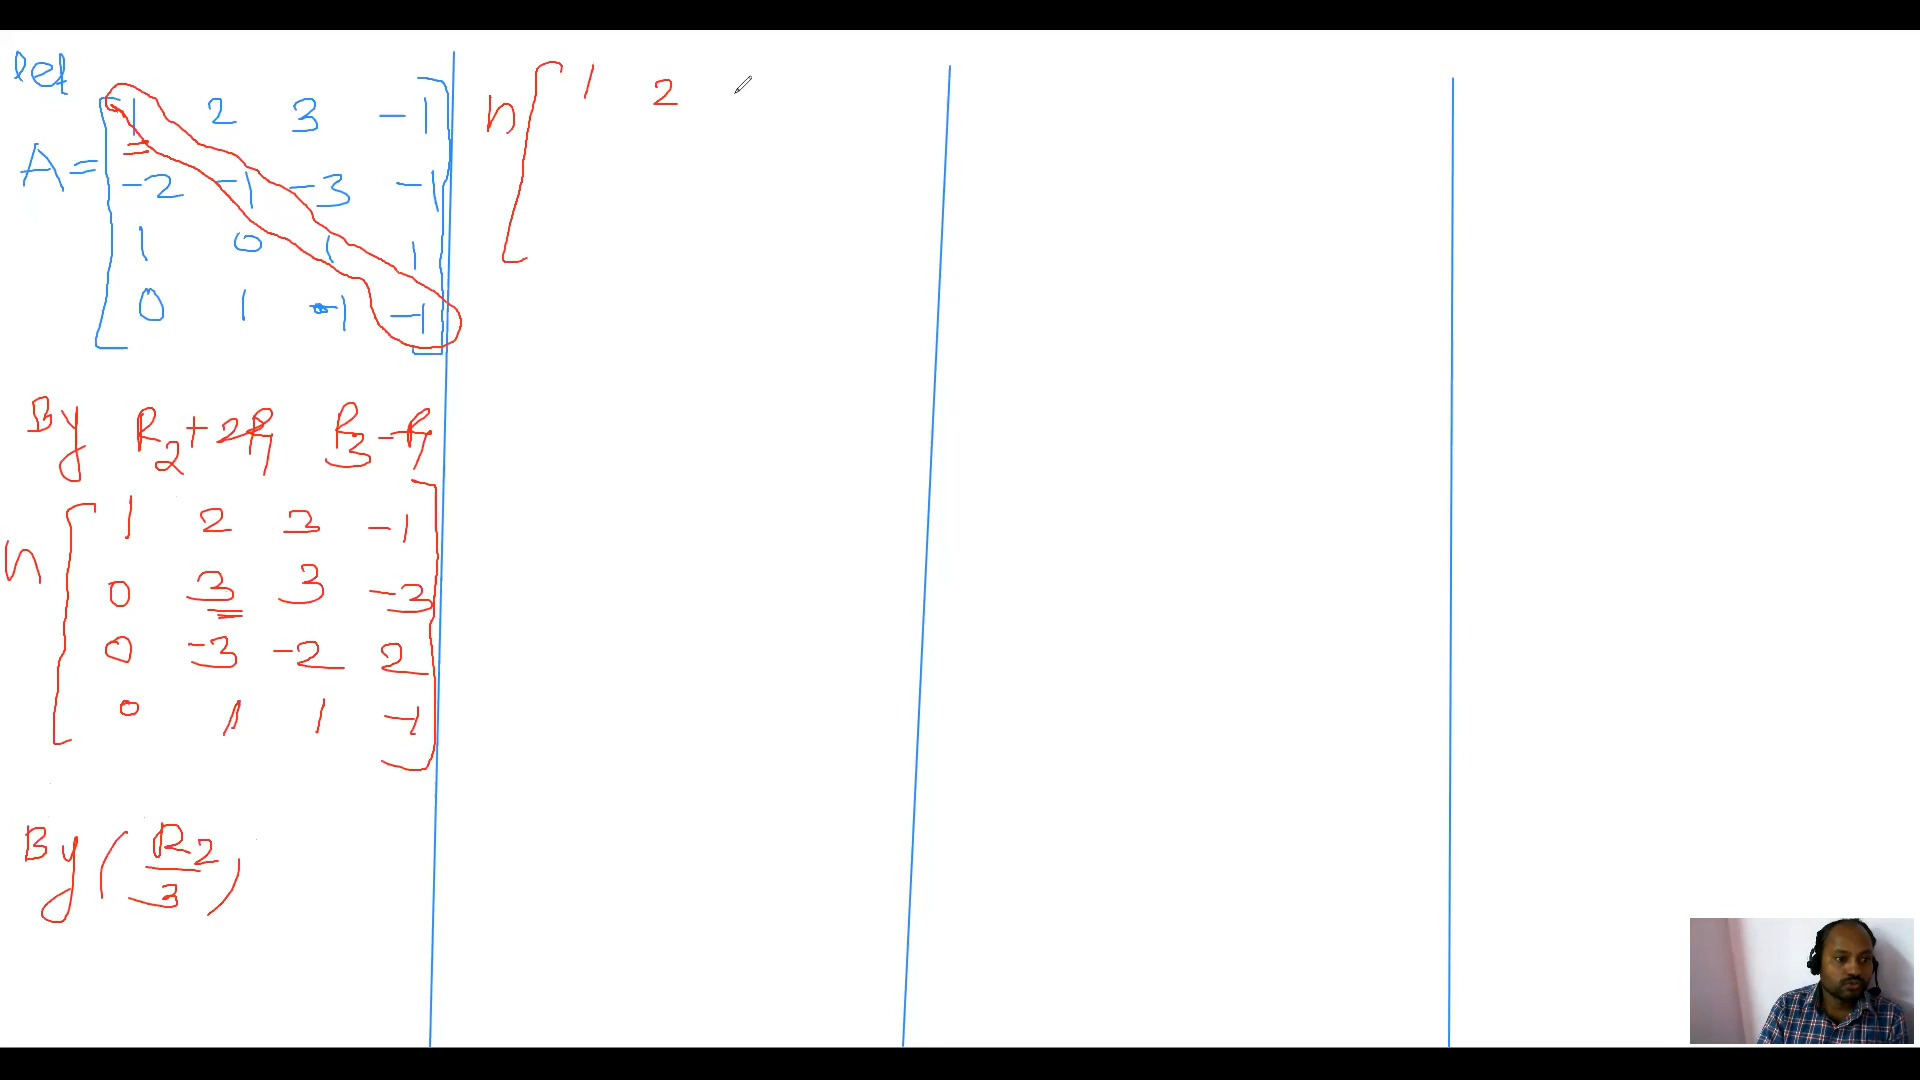 let
A = [ 1 2 3 -1
-2 -1 -3 -1
1 0 1 1
0 1 -1 -1 ]
By R2+2R1 R3-R1
~ [ 1 2 3 -1
0 3 3 -3
0 -3 -2 2
0 1 1 -1 ]
By (R2/3)
~ [ 1 2